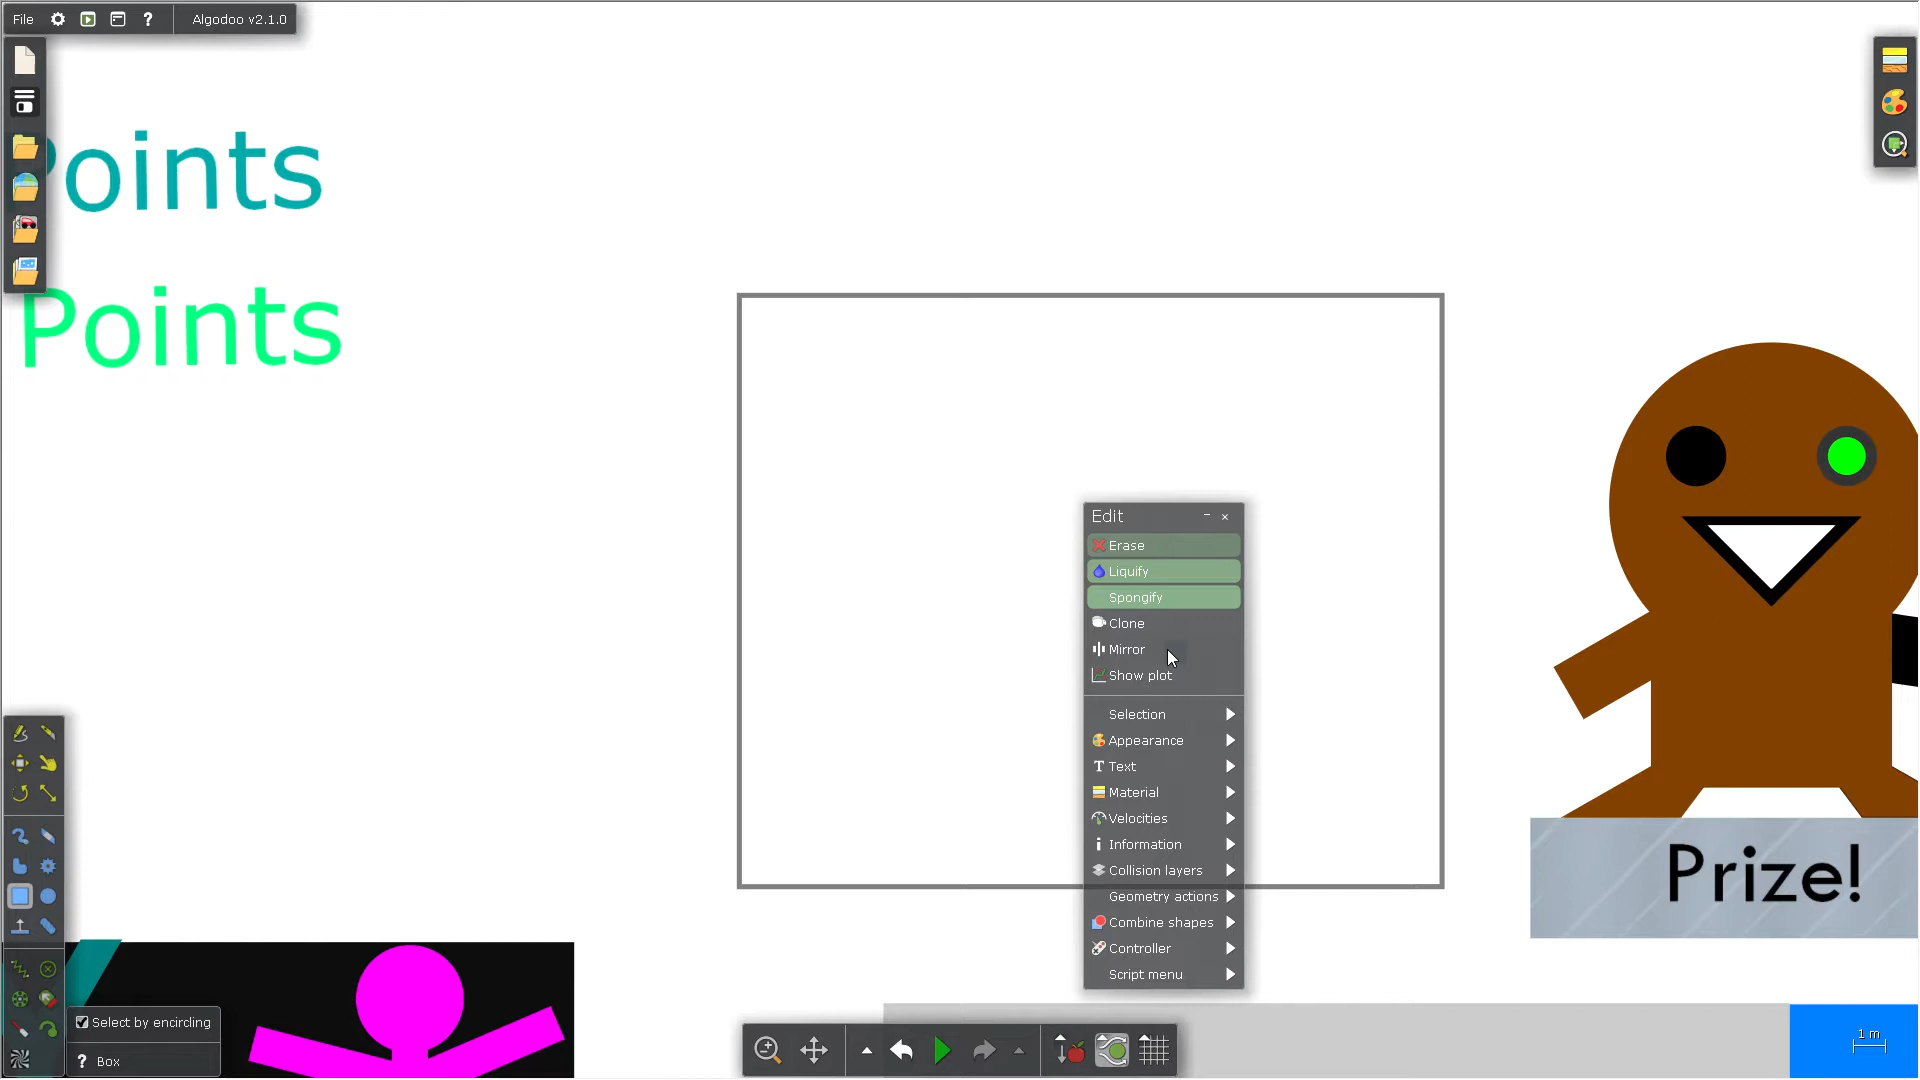 File
Algodoo v2.1.0
Points
Points
Edit
Erase
Liquify
Spongify
Clone
Mirror
Show plot
Selection
Appearance
Text
Material
Velocities
Information
Collision layers
Geometry actions
Combine shapes
Controller
Script menu
Prize!
Select by encircling
? Box
1 m